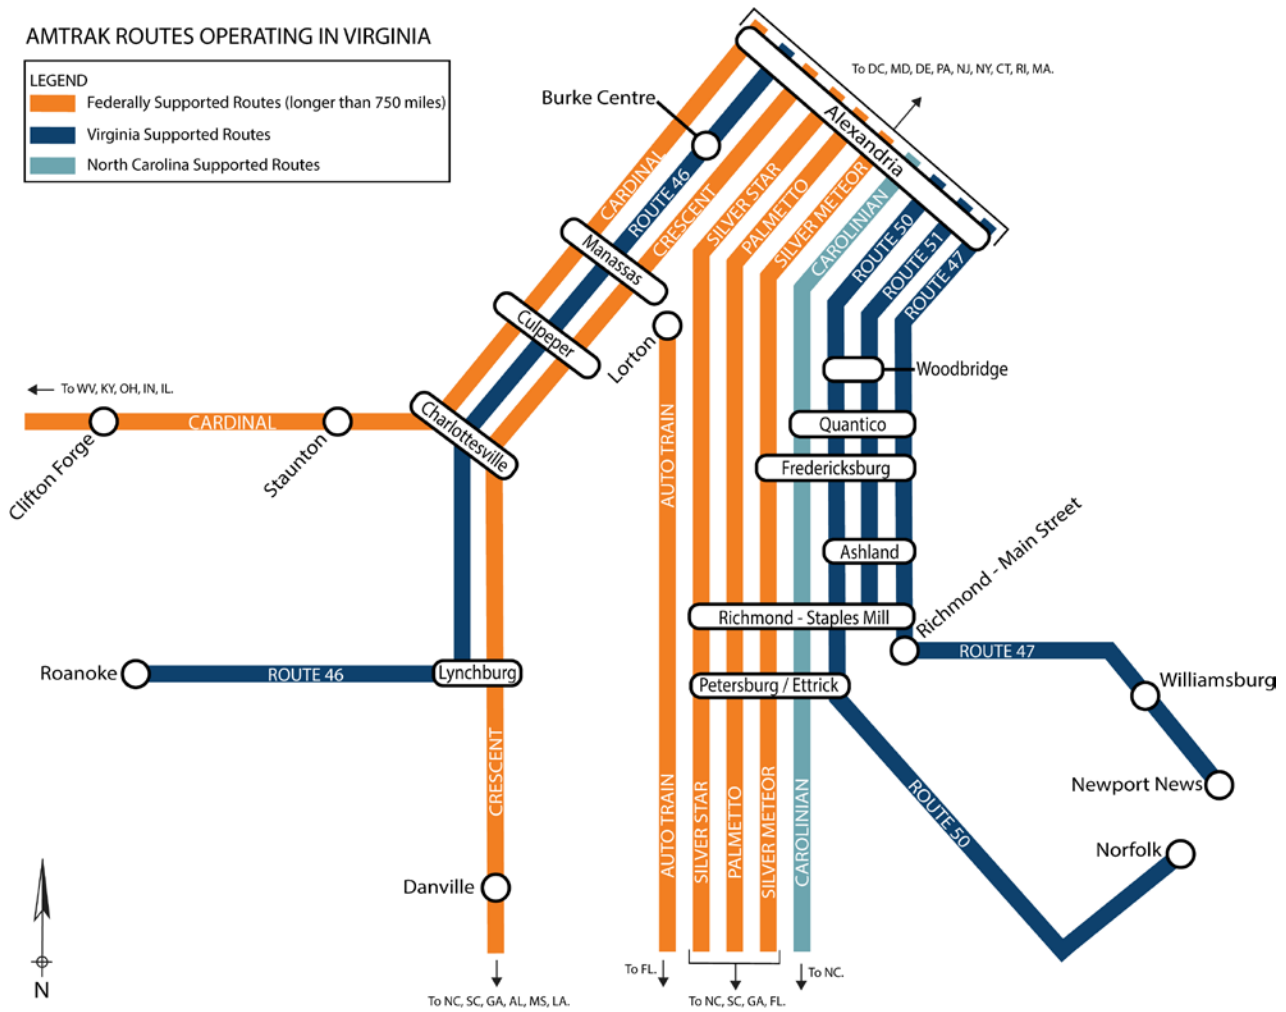 AMTRAK ROUTES OPERATING IN VIRGINIA
LEGEND
Federally Supported Routes (longer than 750 miles)
Virginia Supported Routes
North Carolina Supported Routes
To DC, MD, DE, PA, NJ, NY, CT, RI, MA.
Burke Centre
Alexandria
CARDINAL
ROUTE 46
CRESCENT
SILVER STAR
PALMETTO
SILVER METEOR
CAROLINIAN
ROUTE 50
ROUTE 51
ROUTE 47
Manassas
Culpeper
Lorton
Woodbridge
To WV, KY, OH, IN, IL.
Clifton Forge
CARDINAL
Staunton
Charlottesville
AUTO TRAIN
Quantico
Fredericksburg
Ashland
Richmond - Main Street
Richmond - Staples Mill
ROUTE 47
Roanoke
ROUTE 46
Lynchburg
Petersburg / Ettrick
Williamsburg
CRESCENT
Newport News
AUTO TRAIN
SILVER STAR
PALMETTO
SILVER METEOR
CAROLINIAN
ROUTE 50
Norfolk
Danville
N
To NC, SC, GA, AL, MS, LA.
To FL.
To NC, SC, GA, FL.
To NC.